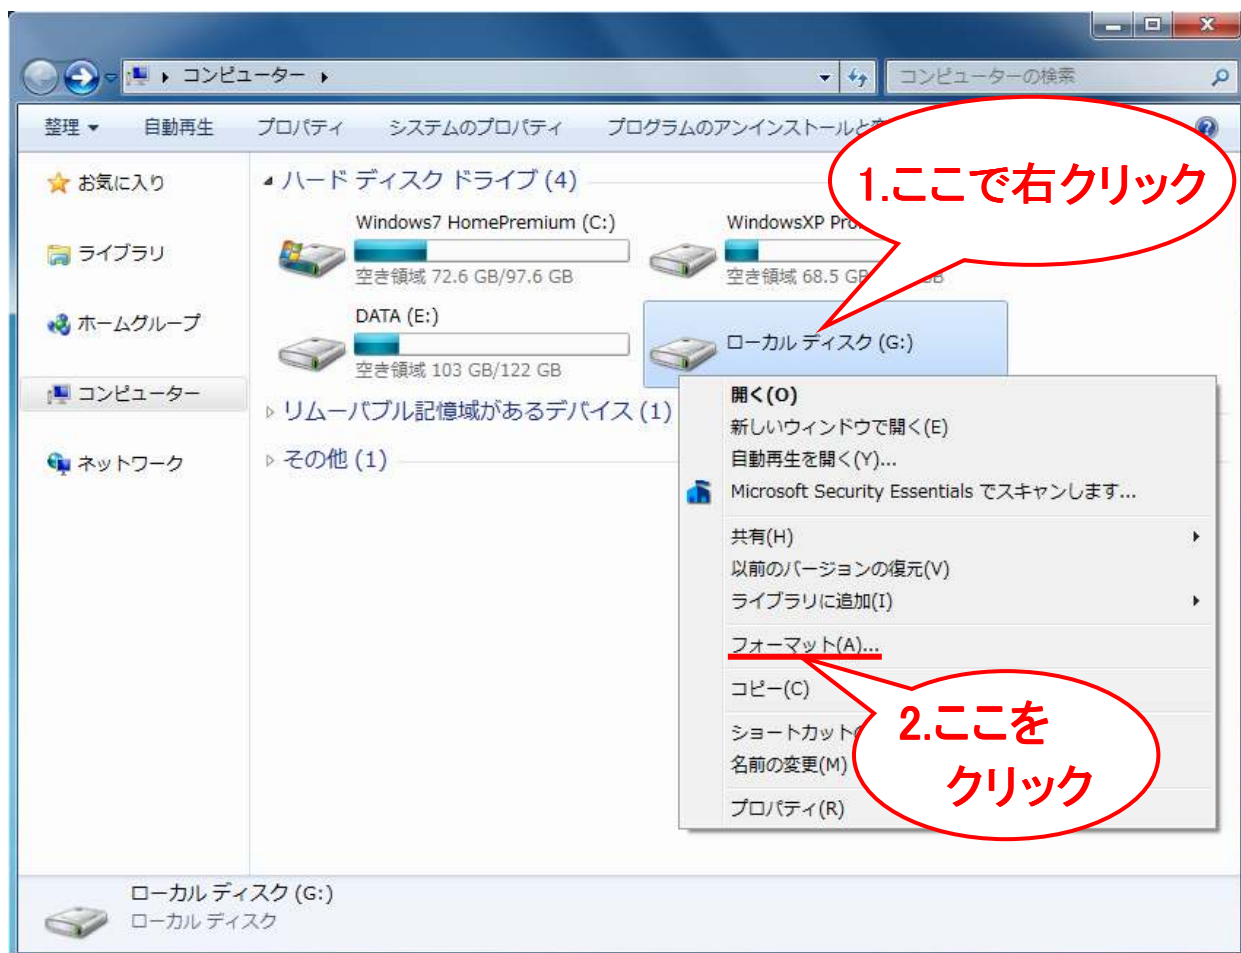 コンピューター
コンピューターの検索
整理 自動再生 プロパティ システムのプロパティ プログラムのアンインストールと
1.ここで右クリック
お気に入り
ライブラリ
ホームグループ
コンピューター
ネットワーク
ハード ディスク ドライブ (4)
Windows7 HomePremium (C:)
空き領域 72.6 GB/97.6 GB
WindowsXP Pro
空き領域 68.5 GB
DATA (E:)
空き領域 103 GB/122 GB
ローカル ディスク (G:)
リムーバブル記憶域があるデバイス (1)
その他 (1)
開く(O)
新しいウィンドウで開く(E)
自動再生を開く(Y)...
Microsoft Security Essentials でスキャンします...
共有(H)
以前のバージョンの復元(V)
ライブラリに追加(I)
フォーマット(A)...
コピー(C)
ショートカットの
名前の変更(M)
プロパティ(R)
2.ここを
クリック
ローカル ディスク (G:)
ローカル ディスク